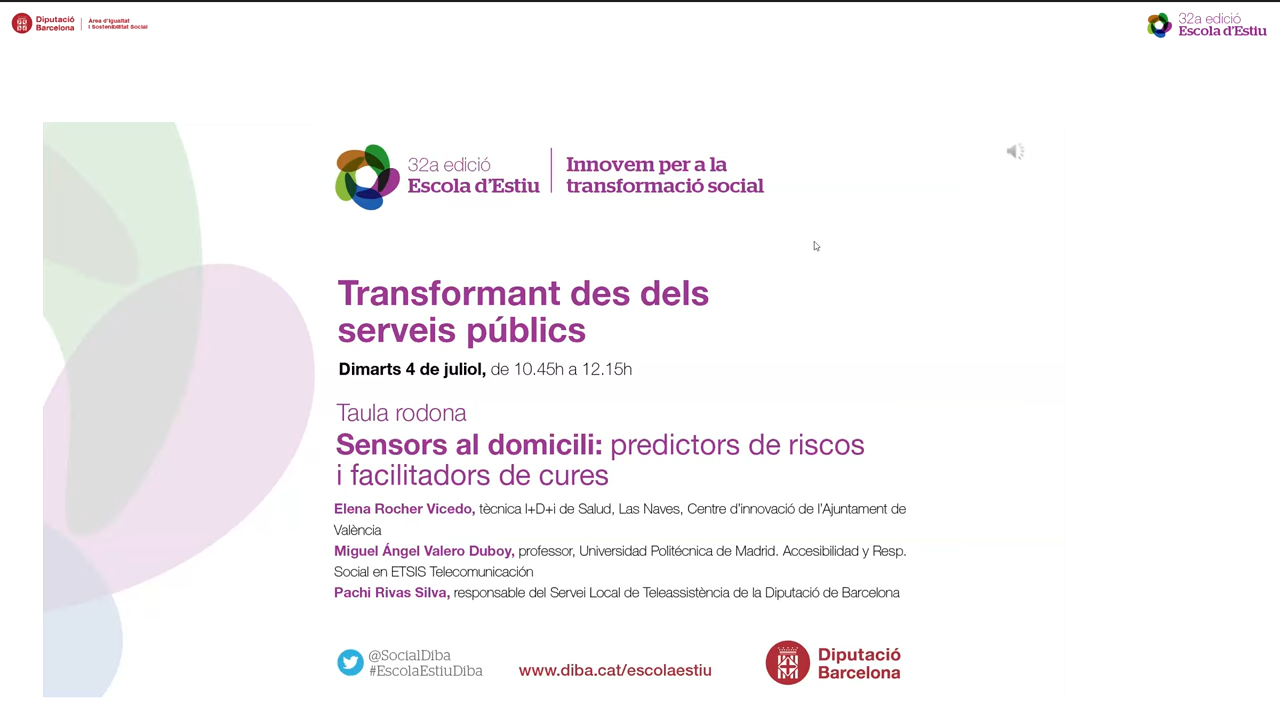 Diputació
Barcelona
Àrea d'Igualtat
i Sostenibilitat Social
32a edició
Escola d'Estiu
32a edició
Escola d'Estiu
Innovem per a la
transformació social
Transformant des dels
serveis públics
Dimarts 4 de juliol, de 10.45h a 12.15h
Taula rodona
Sensors al domicili: predictors de riscos
i facilitadors de cures
Elena Rocher Vicedo, tècnica I+D+i de Salud, Las Naves, Centre d'innovació de l'Ajuntament de
València
Miguel Ángel Valero Duboy, professor, Universidad Politécnica de Madrid. Accesibilidad y Resp.
Social en ETSIS Telecomunicación
Pachi Rivas Silva, responsable del Servei Local de Teleassistència de la Diputació de Barcelona
@SocialDiba
#EscolaEstiuDiba
www.diba.cat/escolaestiu
Diputació
Barcelona